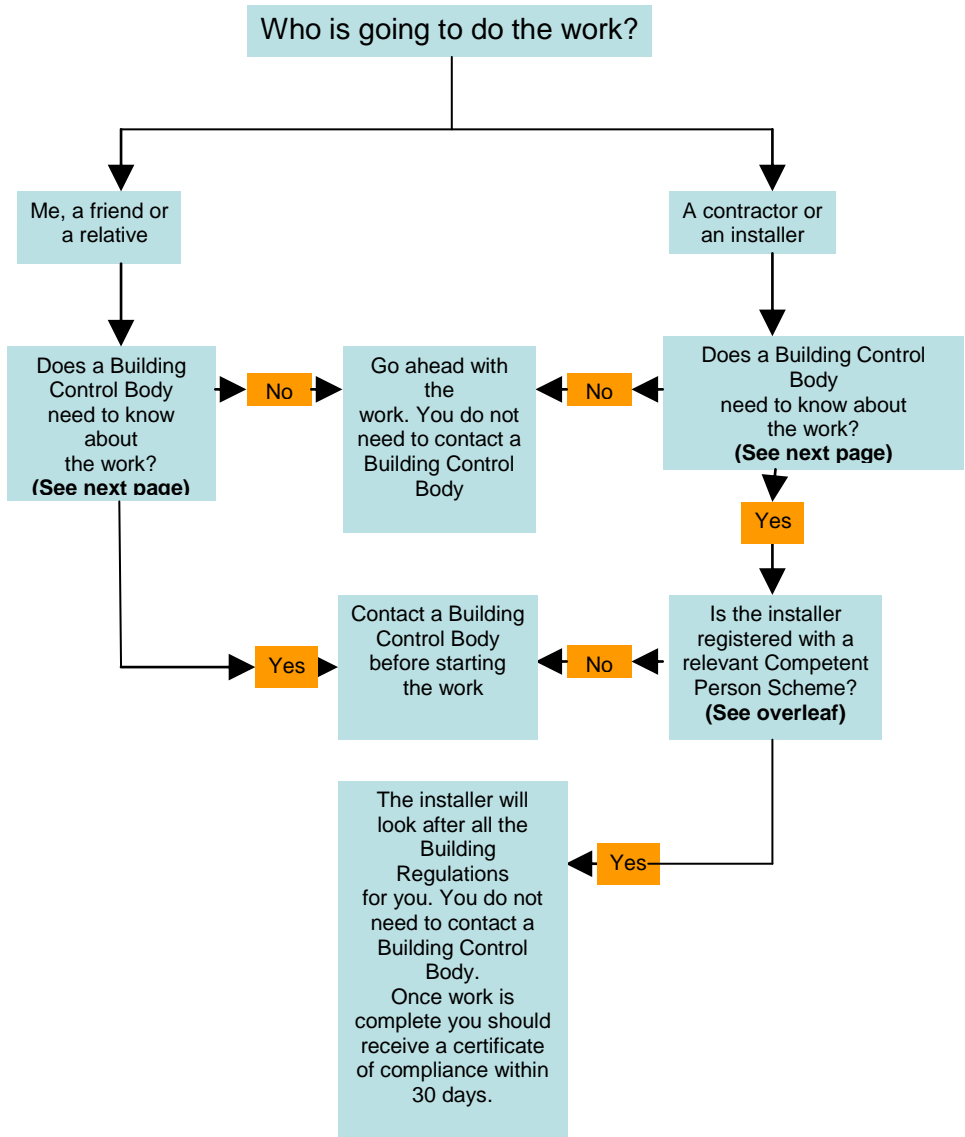 Who is going to do the work?
Me, a friend or
a relative
A contractor or
an installer
Does a Building
Control Body
need to know
about
the work?
(See next page)
No
Go ahead with
the
work. You do not
need to contact a
Building Control
Body
No
Does a Building Control
Body
need to know about
the work?
(See next page)
Yes
Yes
Contact a Building
Control Body
before starting
the work
No
Is the installer
registered with a
relevant Competent
Person Scheme?
(See overleaf)
The installer will
look after all the
Building
Regulations
for you. You do not
need to contact a
Building Control
Body.
Once work is
complete you should
receive a certificate
of compliance within
30 days.
Yes